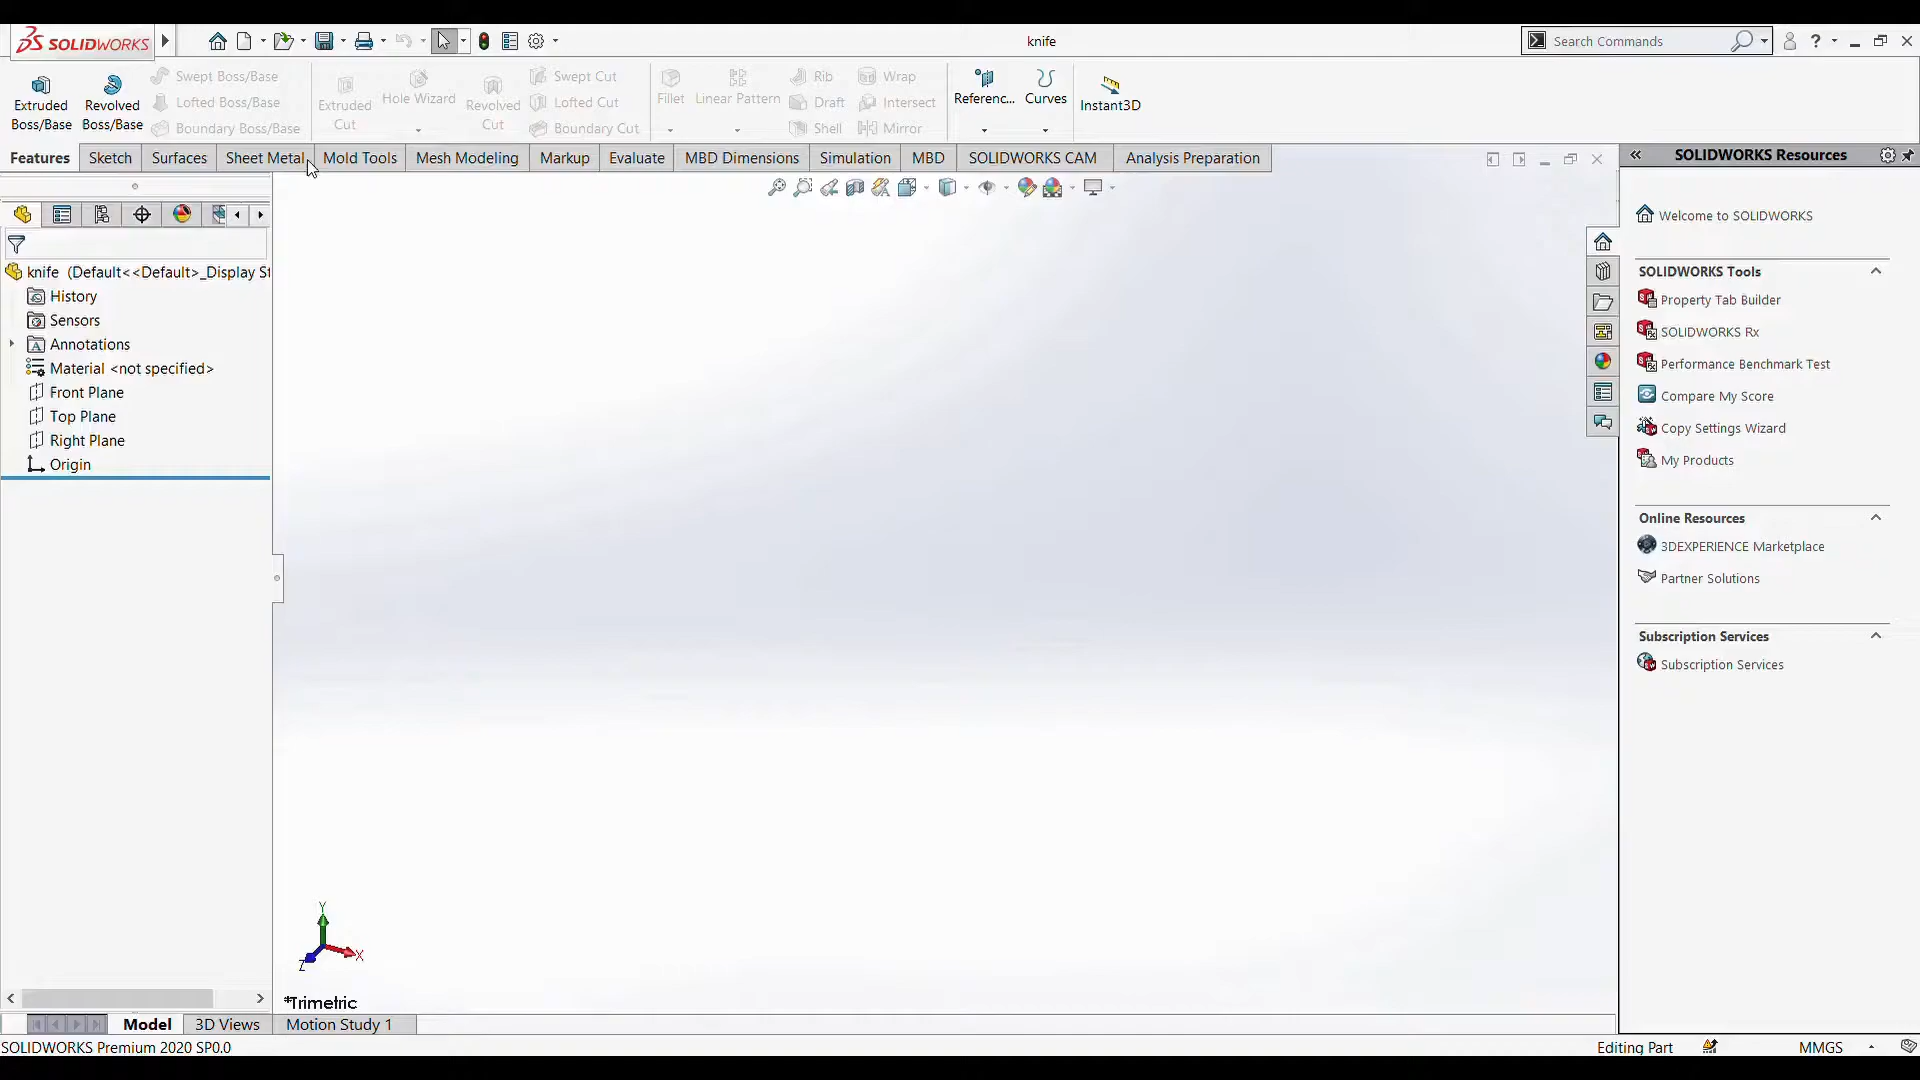 SOLIDWORKS
knife
Search Commands
?
Extruded
Boss/Base
Revolved
Boss/Base
Swept Boss/Base
Lofted Boss/Base
Boundary Boss/Base
Extruded
Cut
Hole Wizard
Revolved
Cut
Swept Cut
Lofted Cut
Boundary Cut
Fillet
Linear Pattern
Rib
Draft
Shell
Wrap
Intersect
Mirror
Referenc...
Curves
Instant3D
Features
Sketch
Surfaces
Sheet Metal
Mold Tools
Mesh Modeling
Markup
Evaluate
MBD Dimensions
Simulation
MBD
SOLIDWORKS CAM
Analysis Preparation
knife (Default<<Default>_Display St
History
Sensors
Annotations
Material <not specified>
Front Plane
Top Plane
Right Plane
Origin
Y
X
Z
*Trimetric
SOLIDWORKS Resources
Welcome to SOLIDWORKS
SOLIDWORKS Tools
Property Tab Builder
SOLIDWORKS Rx
Performance Benchmark Test
Compare My Score
Copy Settings Wizard
My Products
Online Resources
3DEXPERIENCE Marketplace
Partner Solutions
Subscription Services
Subscription Services
Model
3D Views
Motion Study 1
SOLIDWORKS Premium 2020 SP0.0
Editing Part
MMGS